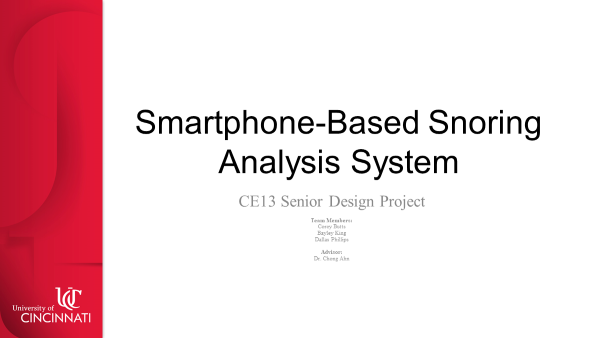 Smartphone-Based Snoring
Analysis System
CE13 Senior Design Project
Team Members:
Corey Butts
Bayley King
Dallas Phillips
Advisor:
Dr. Chong Ahn
University of
CINCINNATI